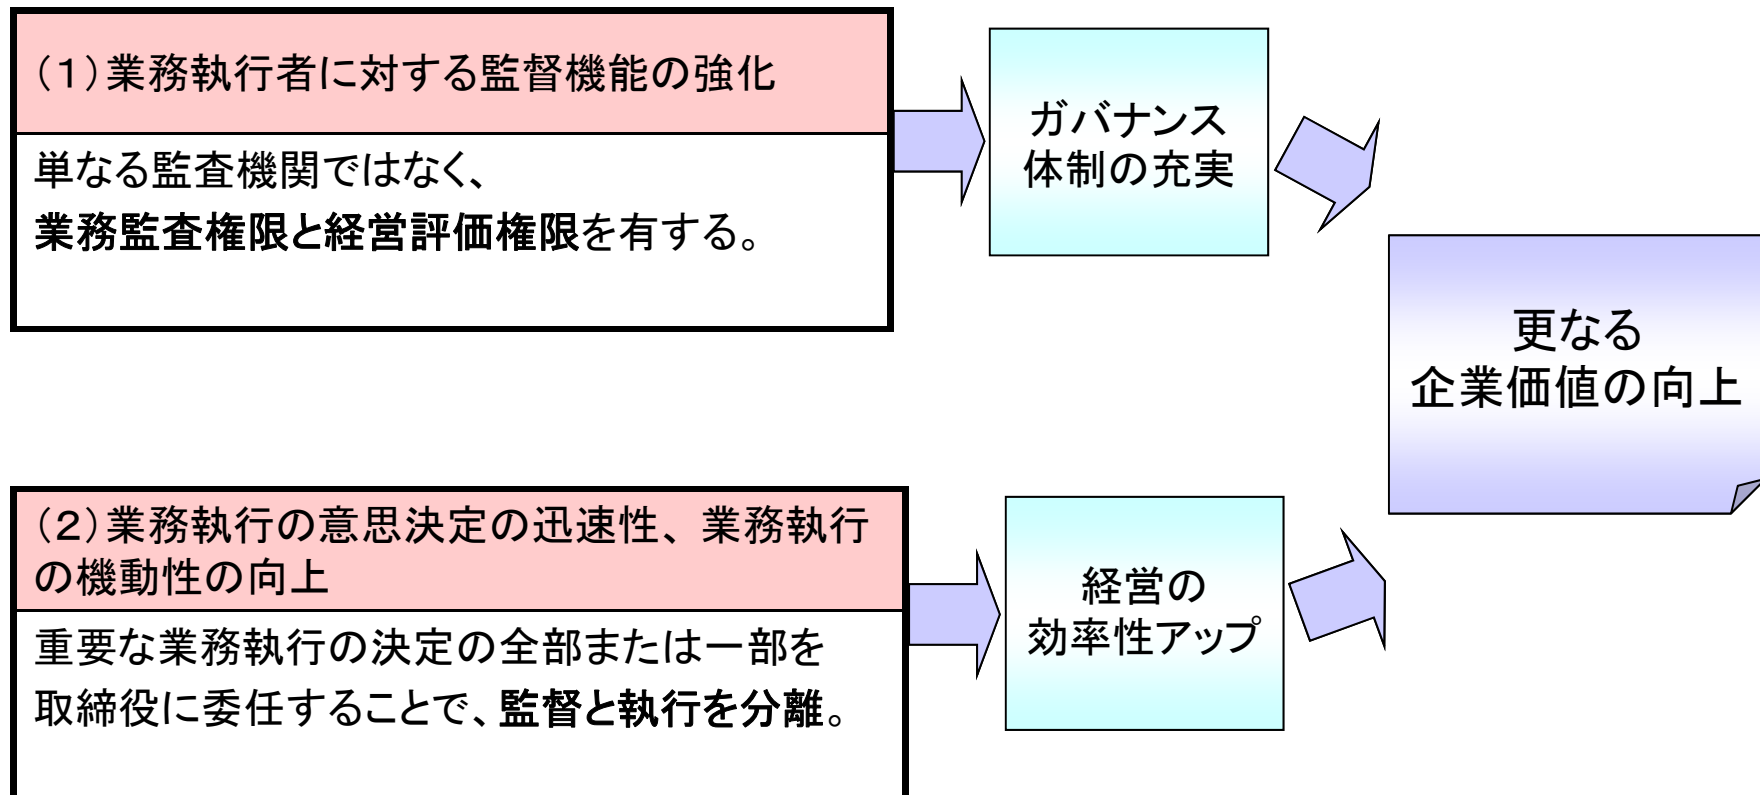 （１）業務執行者に対する監督機能の強化
単なる監査機関ではなく、
業務監査権限と経営評価権限を有する。
ガバナンス
体制の充実
（２）業務執行の意思決定の迅速性、業務執行
の機動性の向上
重要な業務執行の決定の全部または一部を
取締役に委任することで、監督と執行を分離。
経営の
効率性アップ
更なる
企業価値の向上